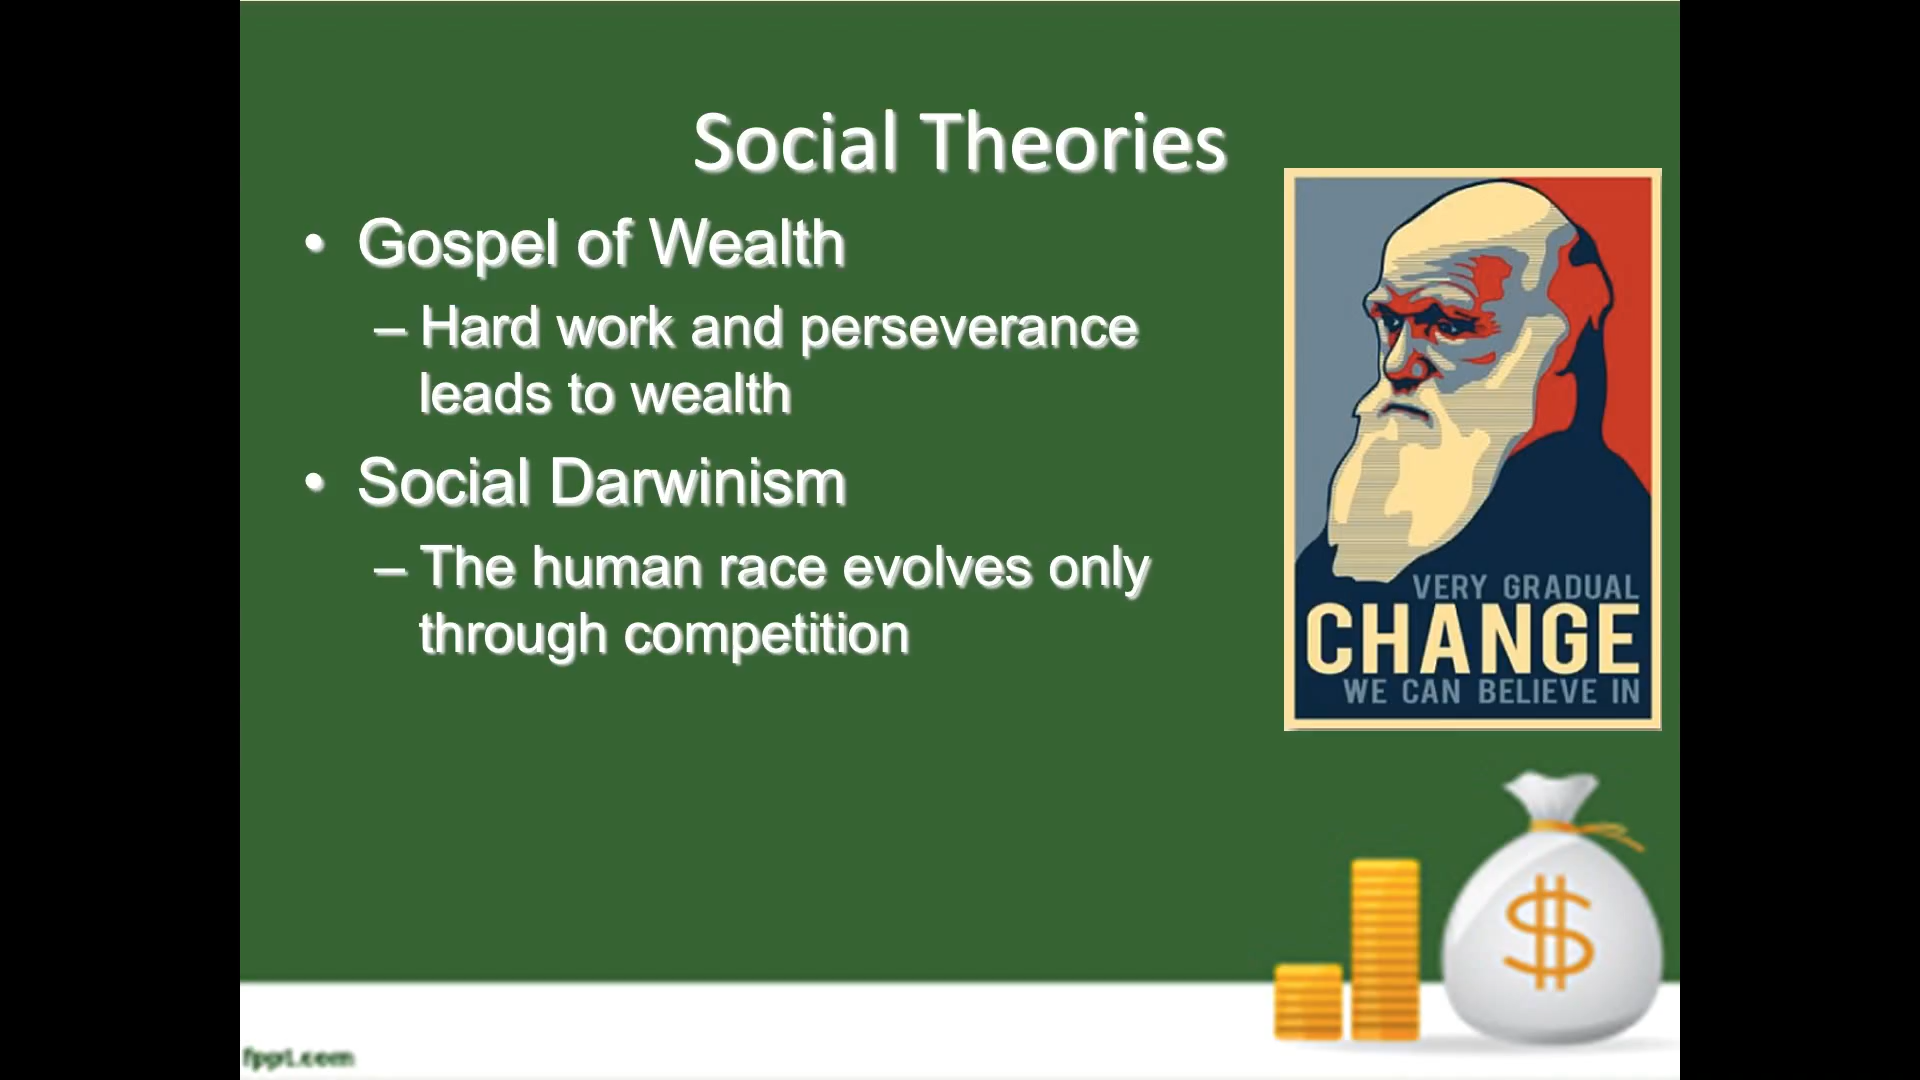 Social Theories
• Gospel of Wealth
– Hard work and perseverance
leads to wealth
• Social Darwinism
– The human race evolves only
through competition
VERY GRADUAL
CHANGE
WE CAN BELIEVE IN
$
fppt.com